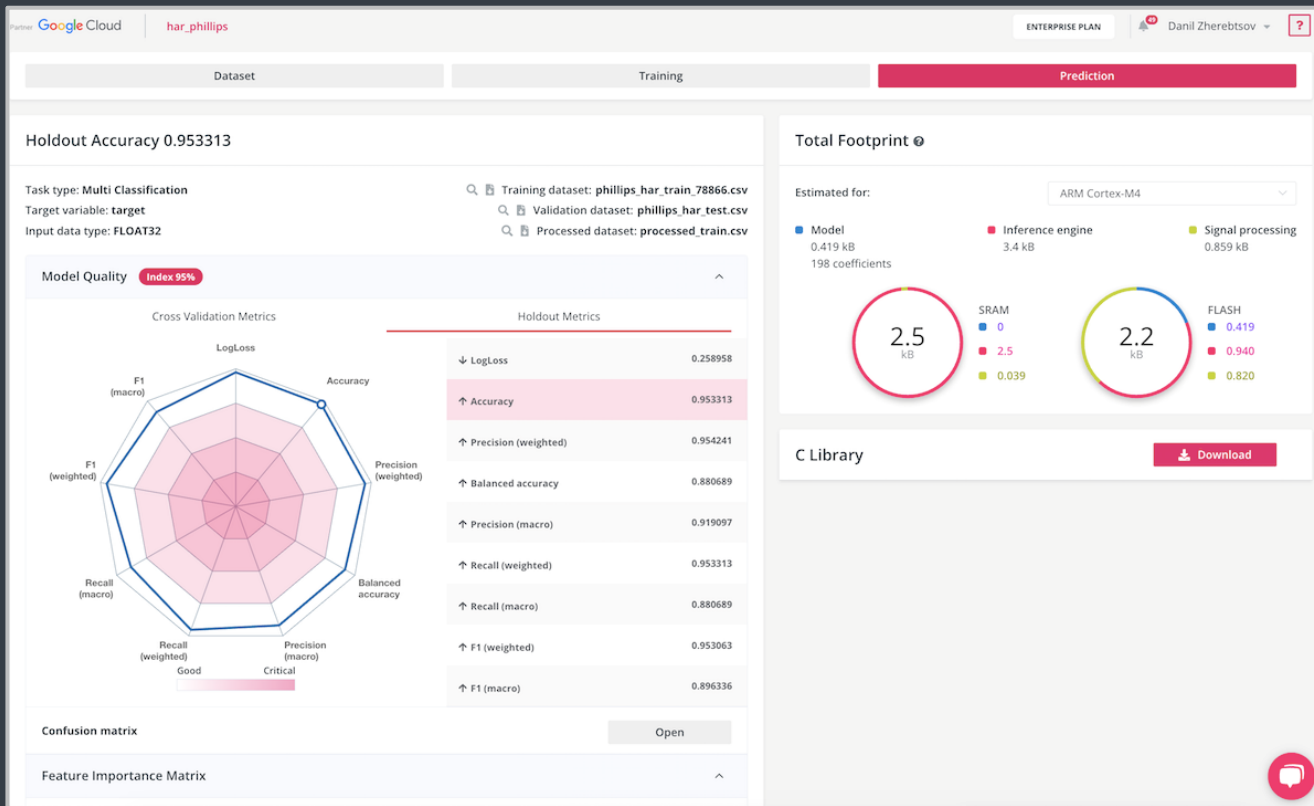 Partner Google Cloud
har_phillips
ENTERPRISE PLAN
49
Danil Zherebtsov
?
Dataset
Training
Prediction
Holdout Accuracy 0.953313
Task type: Multi Classification
Target variable: target
Input data type: FLOAT32
Training dataset: phillips_har_train_78866.csv
Validation dataset: phillips_har_test.csv
Processed dataset: processed_train.csv
Model Quality
Index 95%
Cross Validation Metrics
Holdout Metrics
LogLoss
Accuracy
Precision
(weighted)
Balanced
accuracy
Precision
(macro)
Recall
(weighted)
Recall
(macro)
F1
(weighted)
F1
(macro)
Good
Critical
↓ LogLoss 0.258958
↑ Accuracy 0.953313
↑ Precision (weighted) 0.954241
↑ Balanced accuracy 0.880689
↑ Precision (macro) 0.919097
↑ Recall (weighted) 0.953313
↑ Recall (macro) 0.880689
↑ F1 (weighted) 0.953063
↑ F1 (macro) 0.896336
Confusion matrix
Open
Feature Importance Matrix
Total Footprint ?
Estimated for:
ARM Cortex-M4
Model
0.419 kB
198 coefficients
Inference engine
3.4 kB
Signal processing
0.859 kB
2.5
kB
SRAM
0
2.5
0.039
2.2
kB
FLASH
0.419
0.940
0.820
C Library
Download